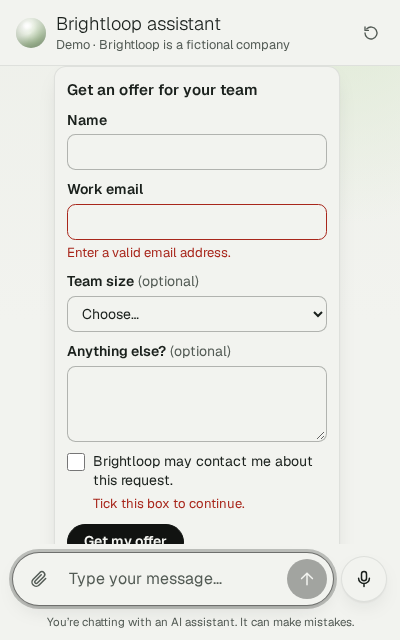 Brightloop assistant
Demo · Brightloop is a fictional company
Get an offer for your team
Name
Work email
Enter a valid email address.
Team size (optional)
Choose...
Anything else? (optional)
Brightloop may contact me about
this request.
Tick this box to continue.
Get my offer
Type your message...
You’re chatting with an AI assistant. It can make mistakes.